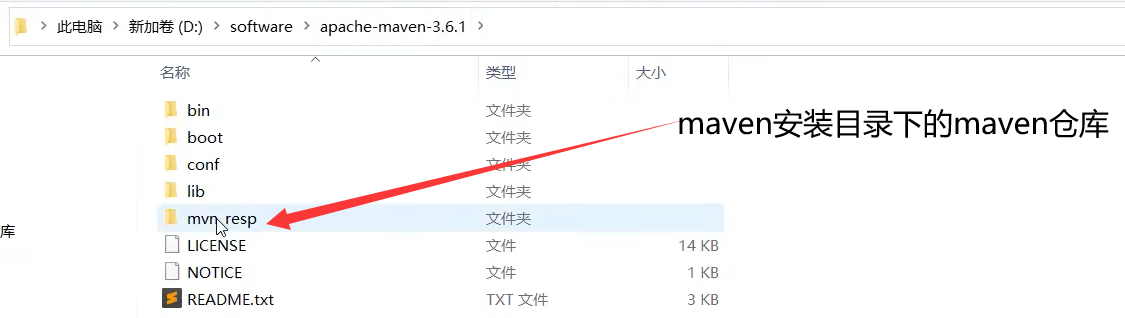 此电脑 > 新加卷 (D:) > software > apache-maven-3.6.1 >
名称 类型 大小
bin 文件夹
maven安装目录下的maven仓库
boot 文件夹
conf 文件夹
lib 文件夹
mvn_resp 文件夹
库
LICENSE 文件 14 KB
NOTICE 文件 1 KB
README.txt TXT 文件 3 KB